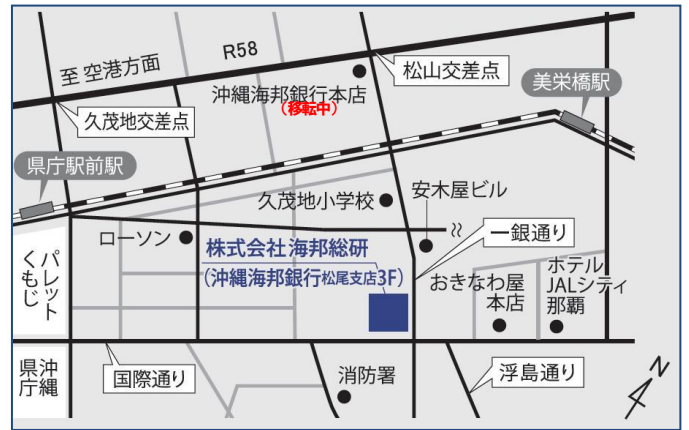 至 空港方面
R58
松山交差点
美栄橋駅
沖縄海邦銀行本店
(移転中)
久茂地交差点
県庁駅前駅
久茂地小学校
安木屋ビル
ローソン
株式会社 海邦総研
(沖縄海邦銀行松尾支店3F)
一銀通り
パレット
くもじ
おきなわ屋
本店
ホテル
JALシティ
那覇
沖縄
県庁
国際通り
消防署
浮島通り
N